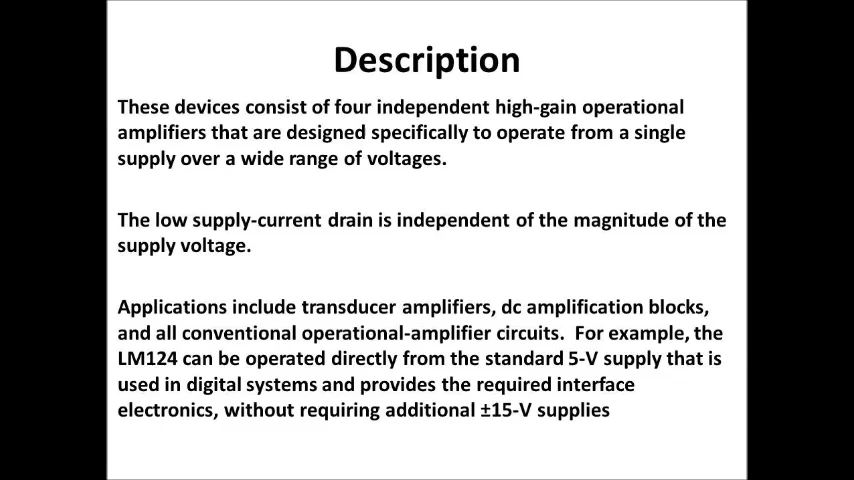 Description
These devices consist of four independent high-gain operational
amplifiers that are designed specifically to operate from a single
supply over a wide range of voltages.
The low supply-current drain is independent of the magnitude of the
supply voltage.
Applications include transducer amplifiers, dc amplification blocks,
and all conventional operational-amplifier circuits.  For example, the
LM124 can be operated directly from the standard 5-V supply that is
used in digital systems and provides the required interface
electronics, without requiring additional ±15-V supplies